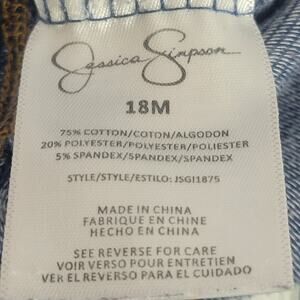 Jessica Simpson
18M
75% COTTON/COTON/ALGODON
20% POLYESTER/POLYESTER/POLIESTER
5% SPANDEX/SPANDEX/SPANDEX
STYLE/STYLE/ESTILO: JSGI1875
MADE IN CHINA
FABRIQUE EN CHINE
HECHO EN CHINA
SEE REVERSE FOR CARE
VOIR VERSO POUR ENTRETIEN
VER EL REVERSO PARA EL CUIDADO